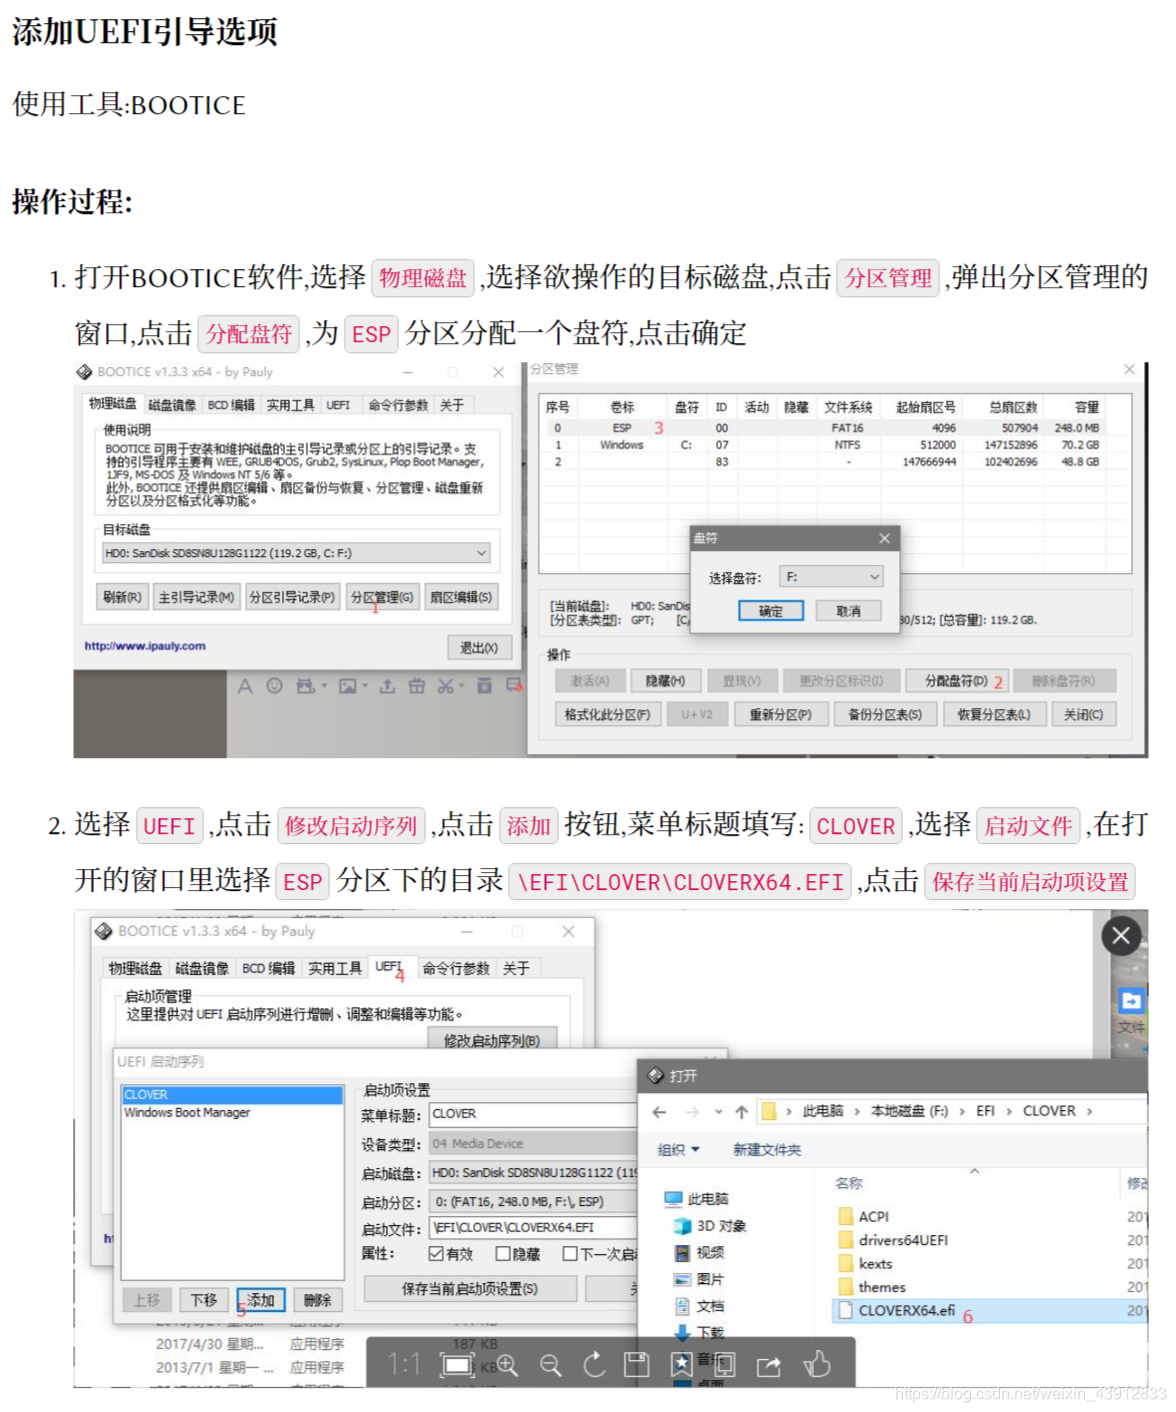 添加UEFI引导选项
使用工具:BOOTICE
操作过程:
1. 打开BOOTICE软件,选择 物理磁盘 ,选择欲操作的目标磁盘,点击 分区管理 ,弹出分区管理的
窗口,点击 分配盘符 ,为 ESP 分区分配一个盘符,点击确定
BOOTICE v1.3.3 x64 - by Pauly
物理磁盘 磁盘镜像 BCD 编辑 实用工具 UEFI 命令行参数 关于
使用说明
BOOTICE 可用于安装和维护磁盘的主引导记录或分区上的引导记录。支
持的引导程序主要有 WEE, GRUB4DOS, Grub2, SysLinux, Plop Boot Manager,
IJF9, MS-DOS 及 Windows NT 5/6 等。
此外, BOOTICE 还提供扇区编辑、扇区备份与恢复、分区管理、磁盘重新
分区以及分区格式化等功能。
目标磁盘
HD0: SanDisk SD8SN8U128G1122 (119.2 GB, C: F:)
刷新(R) 主引导记录(M) 分区引导记录(P) 分区管理(G) 扇区编辑(S)
1
http://www.ipauly.com 退出(X)
分区管理
序号 卷标 盘符 ID 活动 隐藏 文件系统 起始扇区号 总扇区数 容量
0 ESP 3 00 FAT16 4096 507904 248.0 MB
1 Windows C: 07 NTFS 512000 147152896 70.2 GB
2 83 - 147666944 102402696 48.8 GB
盘符
选择盘符: F:
确定 取消
[当前磁盘]: HD0: SanDis
[分区表类型]: GPT; [C/ 30/512; [总容量]: 119.2 GB.
操作
激活(A) 隐藏(H) 显现(V) 更改分区标识(I) 分配盘符(D) 2 删除盘符(R)
格式化此分区(F) U+ V2 重新分区(P) 备份分区表(S) 恢复分区表(L) 关闭(C)
2. 选择 UEFI ,点击 修改启动序列 ,点击 添加 按钮,菜单标题填写: CLOVER ,选择 启动文件 ,在打
开的窗口里选择 ESP 分区下的目录 \EFI\CLOVER\CLOVERX64.EFI ,点击 保存当前启动项设置
BOOTICE v1.3.3 x64 - by Pauly
物理磁盘 磁盘镜像 BCD 编辑 实用工具 UEFI 命令行参数 关于
4
启动项管理
这里提供对 UEFI 启动序列进行增删、调整和编辑等功能。
修改启动序列(B)
文件
UEFI 启动序列
CLOVER
Windows Boot Manager
启动项设置
菜单标题: CLOVER
设备类型: 04 Media Device
启动磁盘: HD0: SanDisk SD8SN8U128G1122 (119
启动分区: 0: (FAT16, 248.0 MB, F:\, ESP)
启动文件: \EFI\CLOVER\CLOVERX64.EFI
属性: 有效 隐藏 下一次启
保存当前启动项设置(S)
上移 下移 添加 删除
5
打开
此电脑 › 本地磁盘 (F:) › EFI › CLOVER ›
组织 新建文件夹
名称 修改
此电脑
3D 对象
视频
图片
文档
下载
音乐
桌面
ACPI 201
drivers64UEFI 201
kexts 201
themes 201
CLOVERX64.efi 6 201
2017/4/30 星期... 应用程序 187 KB
2013/7/1 星期一 ... 应用程序
1:1
https://blog.csdn.net/weixin_43912833